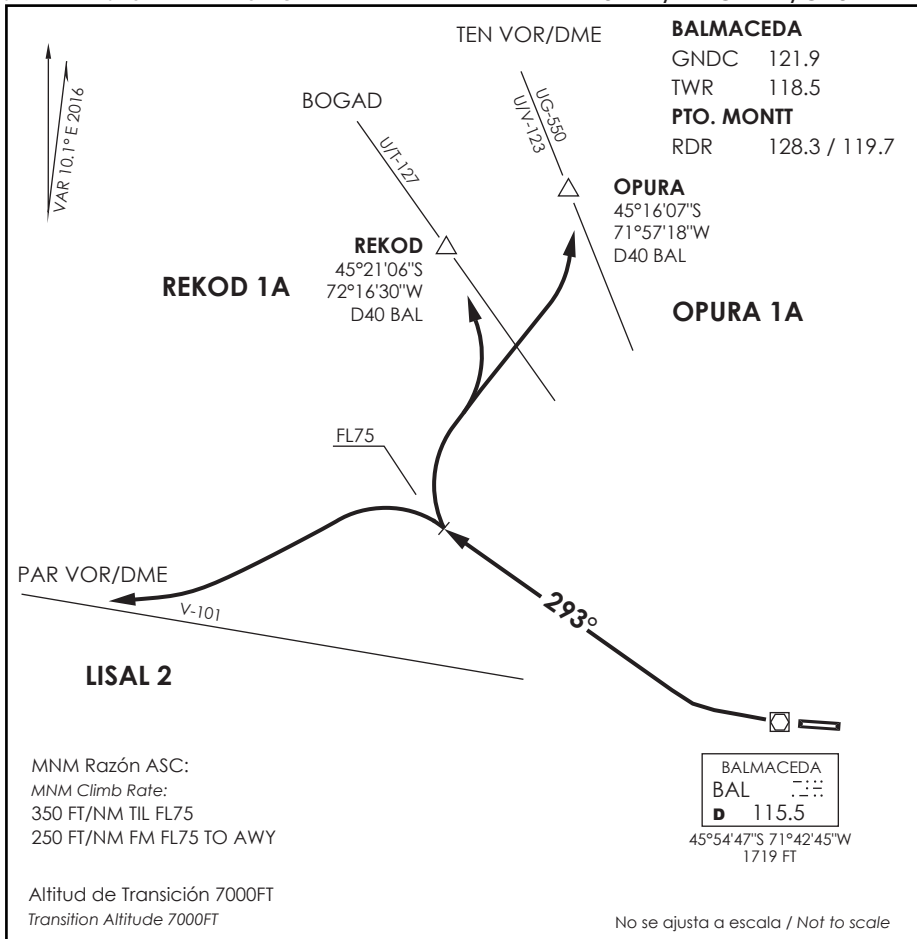 TEN VOR/DME
BALMACEDA
GNDC 121.9
TWR 118.5
PTO. MONTT
RDR 128.3 / 119.7
VAR 10.1° E 2016
BOGAD
U/T-127
UG-550
U/V-123
OPURA
45°16'07"S
71°57'18"W
D40 BAL
REKOD
45°21'06"S
72°16'30"W
D40 BAL
REKOD 1A
OPURA 1A
FL75
PAR VOR/DME
V-101
293°
LISAL 2
MNM Razón ASC:
MNM Climb Rate:
350 FT/NM TIL FL75
250 FT/NM FM FL75 TO AWY
BALMACEDA
BAL
D 115.5
45°54'47"S 71°42'45"W
1719 FT
Altitud de Transición 7000FT
Transition Altitude 7000FT
No se ajusta a escala / Not to scale